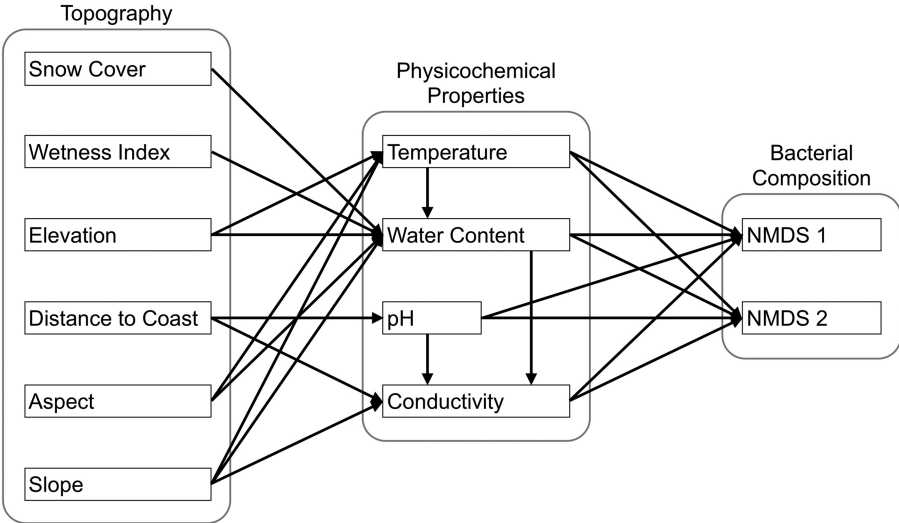 Topography
Snow Cover
Wetness Index
Elevation
Distance to Coast
Aspect
Slope
Physicochemical
Properties
Temperature
Water Content
pH
Conductivity
Bacterial
Composition
NMDS 1
NMDS 2